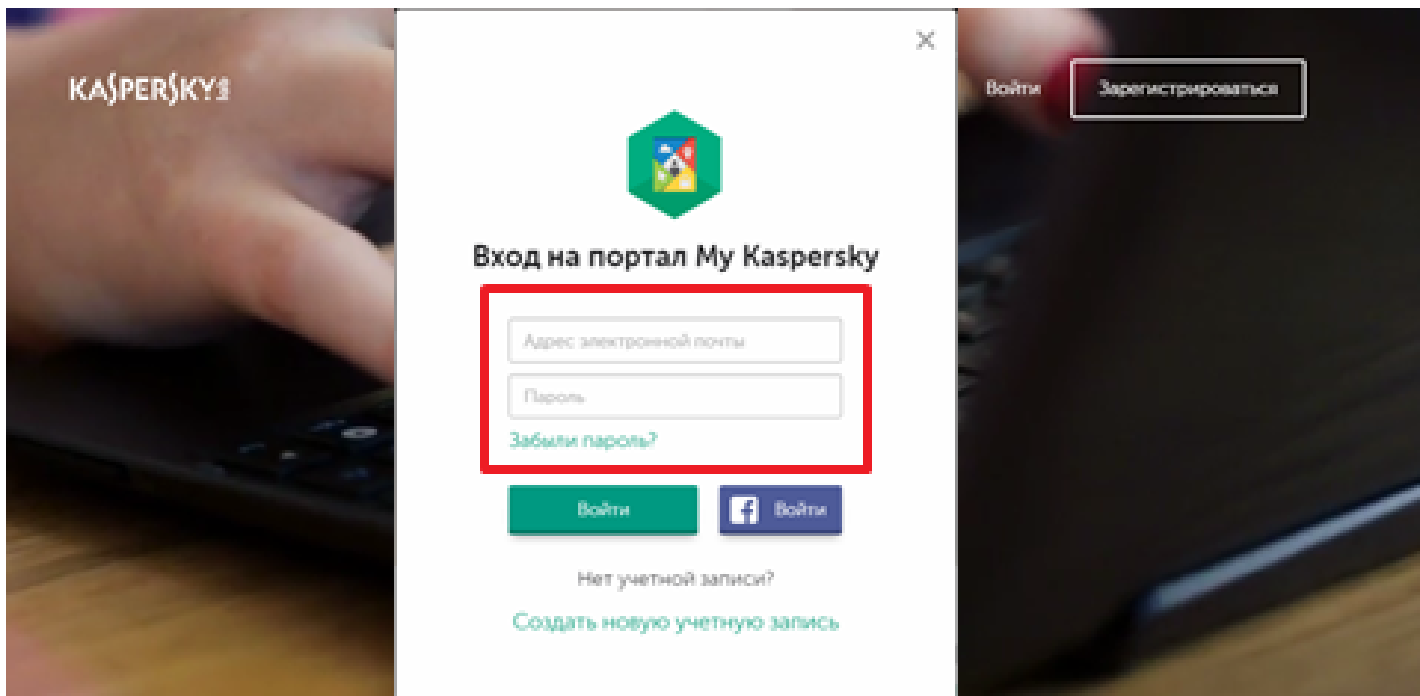 KASPERSKY lab
Войти
Зарегистрироваться
Вход на портал My Kaspersky
Адрес электронной почты
Пароль
Забыли пароль?
Войти
Войти
Нет учетной записи?
Создать новую учетную запись